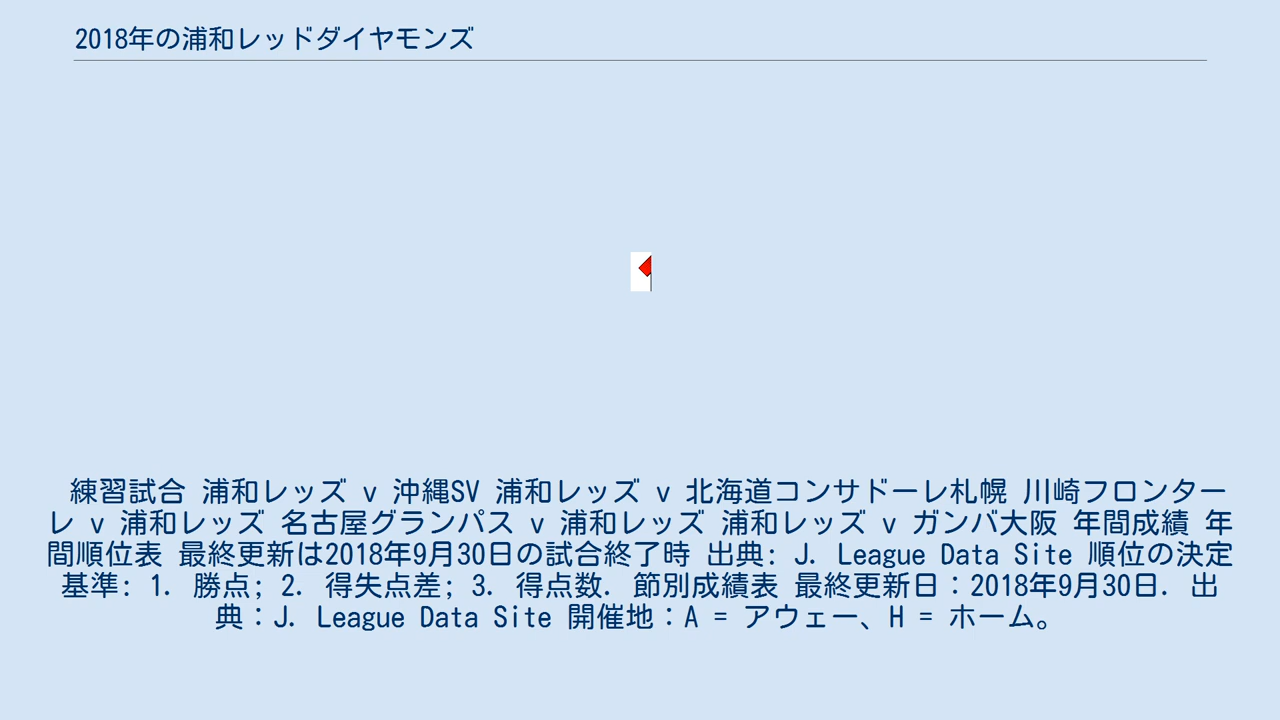 2018年の浦和レッドダイヤモンズ
練習試合 浦和レッズ v 沖縄SV 浦和レッズ v 北海道コンサドーレ札幌 川崎フロンター
レ v 浦和レッズ 名古屋グランパス v 浦和レッズ 浦和レッズ v ガンバ大阪 年間成績 年
間順位表 最終更新は2018年9月30日の試合終了時 出典: J. League Data Site 順位の決定
基準: 1. 勝点; 2. 得失点差; 3. 得点数. 節別成績表 最終更新日：2018年9月30日. 出
典：J. League Data Site 開催地：A = アウェー、H = ホーム。